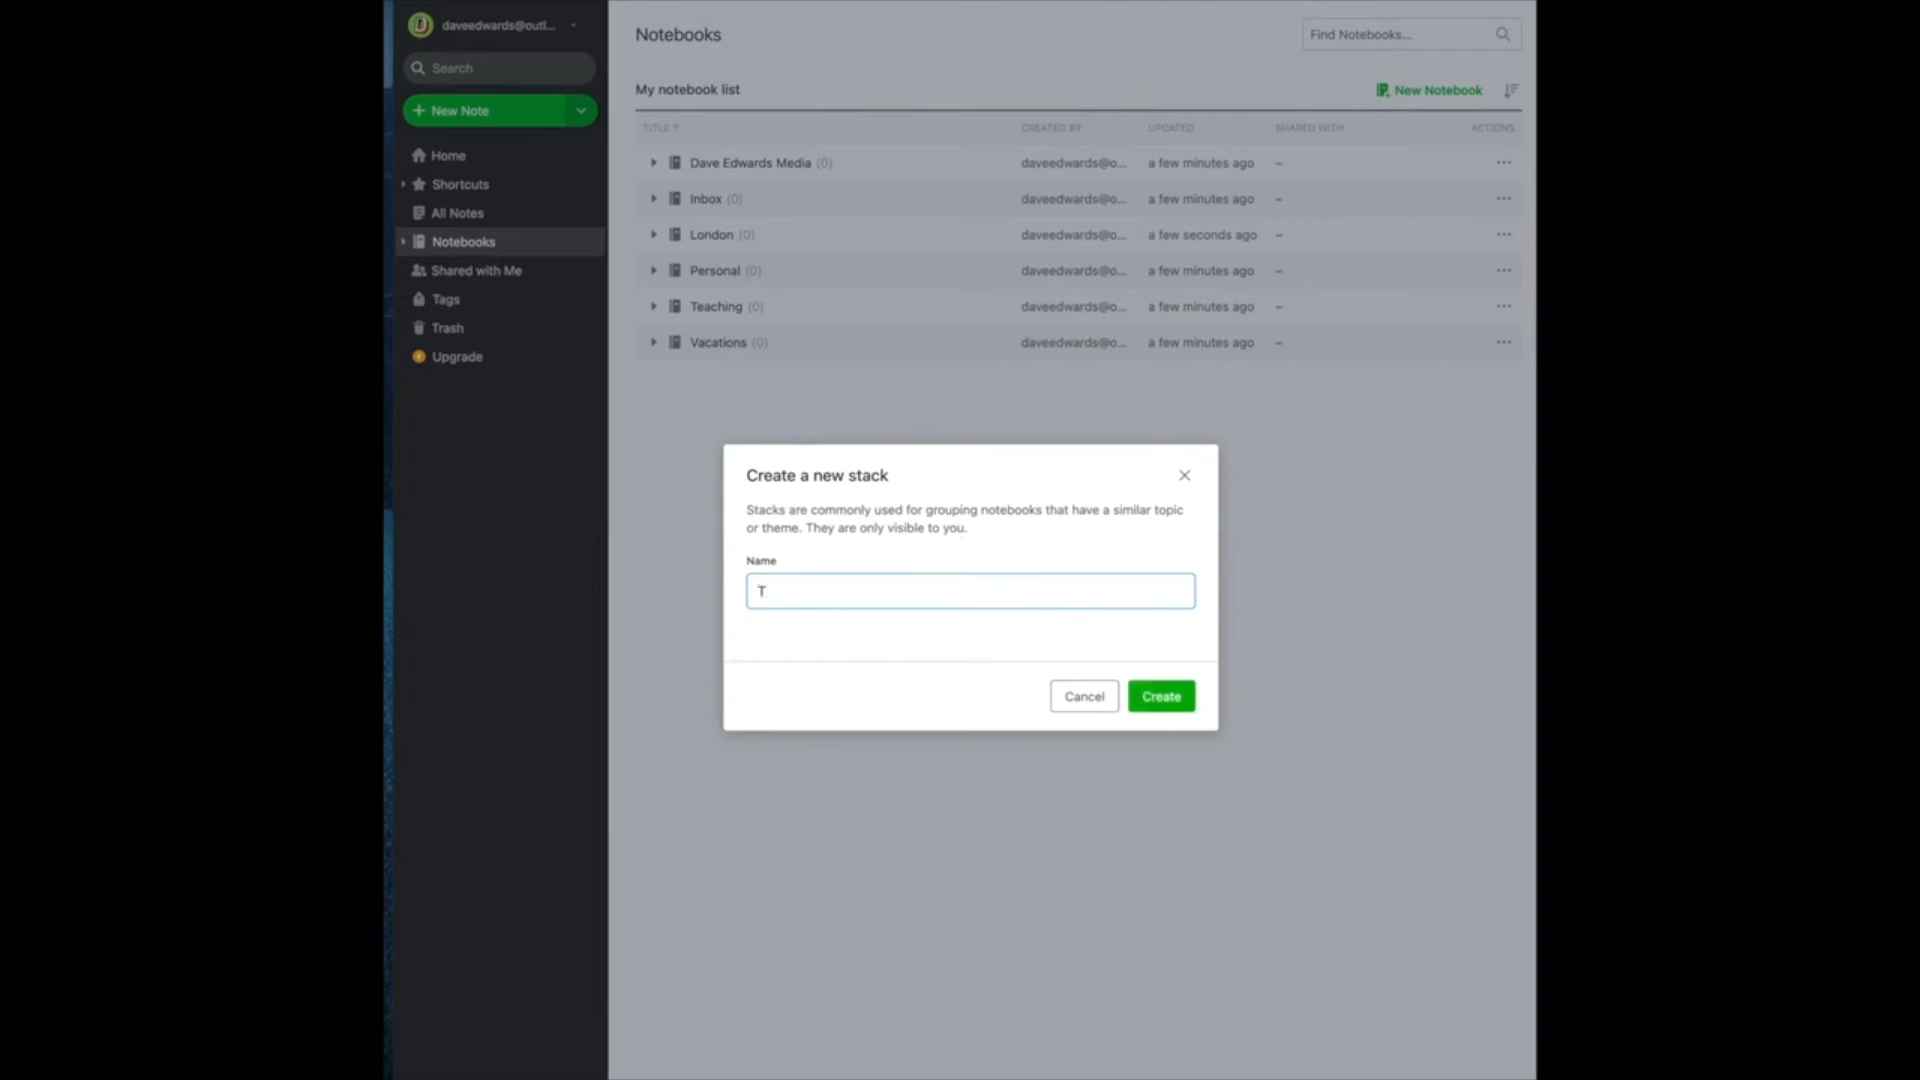 daveedwards@outl...
Search
New Note
Home
Shortcuts
All Notes
Notebooks
Shared with Me
Tags
Trash
Upgrade
Notebooks
Find Notebooks...
My notebook list
New Notebook
TITLE ↑ CREATED BY UPDATED SHARED WITH ACTIONS
Dave Edwards Media (0) daveedwards@o... a few minutes ago –
Inbox (0) daveedwards@o... a few minutes ago –
London (0) daveedwards@o... a few seconds ago –
Personal (0) daveedwards@o... a few minutes ago –
Teaching (0) daveedwards@o... a few minutes ago –
Vacations (0) daveedwards@o... a few minutes ago –
Create a new stack
Stacks are commonly used for grouping notebooks that have a similar topic
or theme. They are only visible to you.
Name
T
Cancel Create